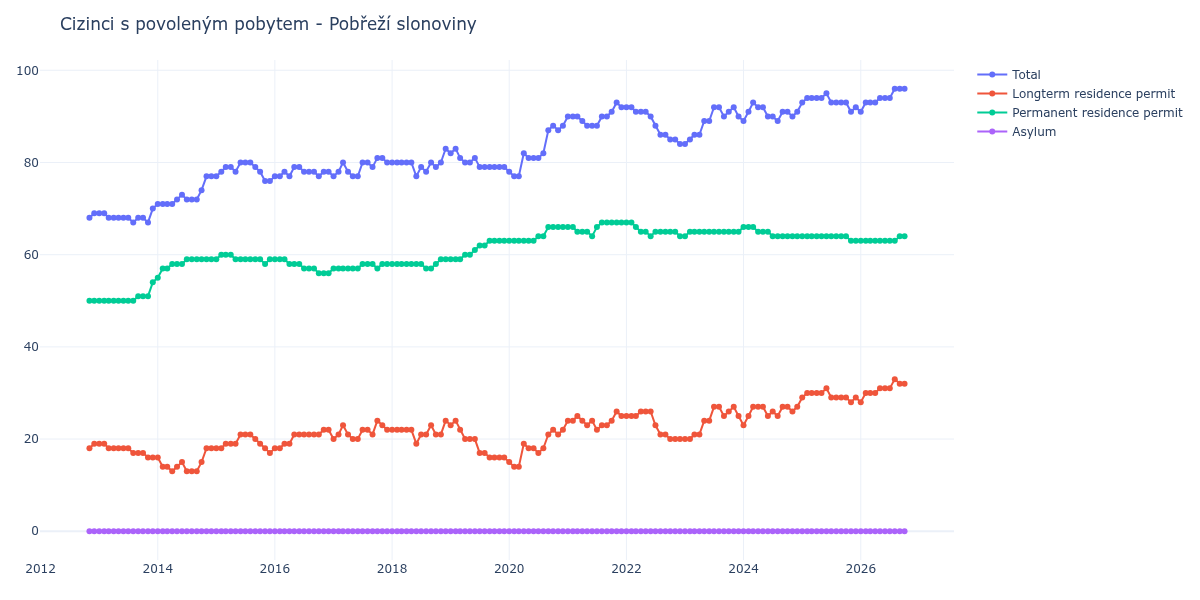 Cizinci s povoleným pobytem - Pobřeží slonoviny
100
80
60
40
20
0
2012 2014 2016 2018 2020 2022 2024 2026
Total
Longterm residence permit
Permanent residence permit
Asylum